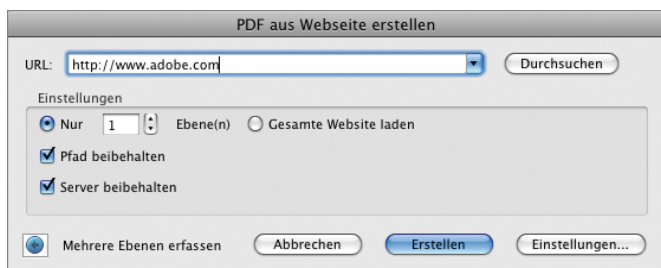 PDF aus Webseite erstellen
URL: http://www.adobe.com Durchsuchen
Einstellungen
Nur 1 Ebene(n) Gesamte Website laden
Pfad beibehalten
Server beibehalten
Mehrere Ebenen erfassen Abbrechen Erstellen Einstellungen...